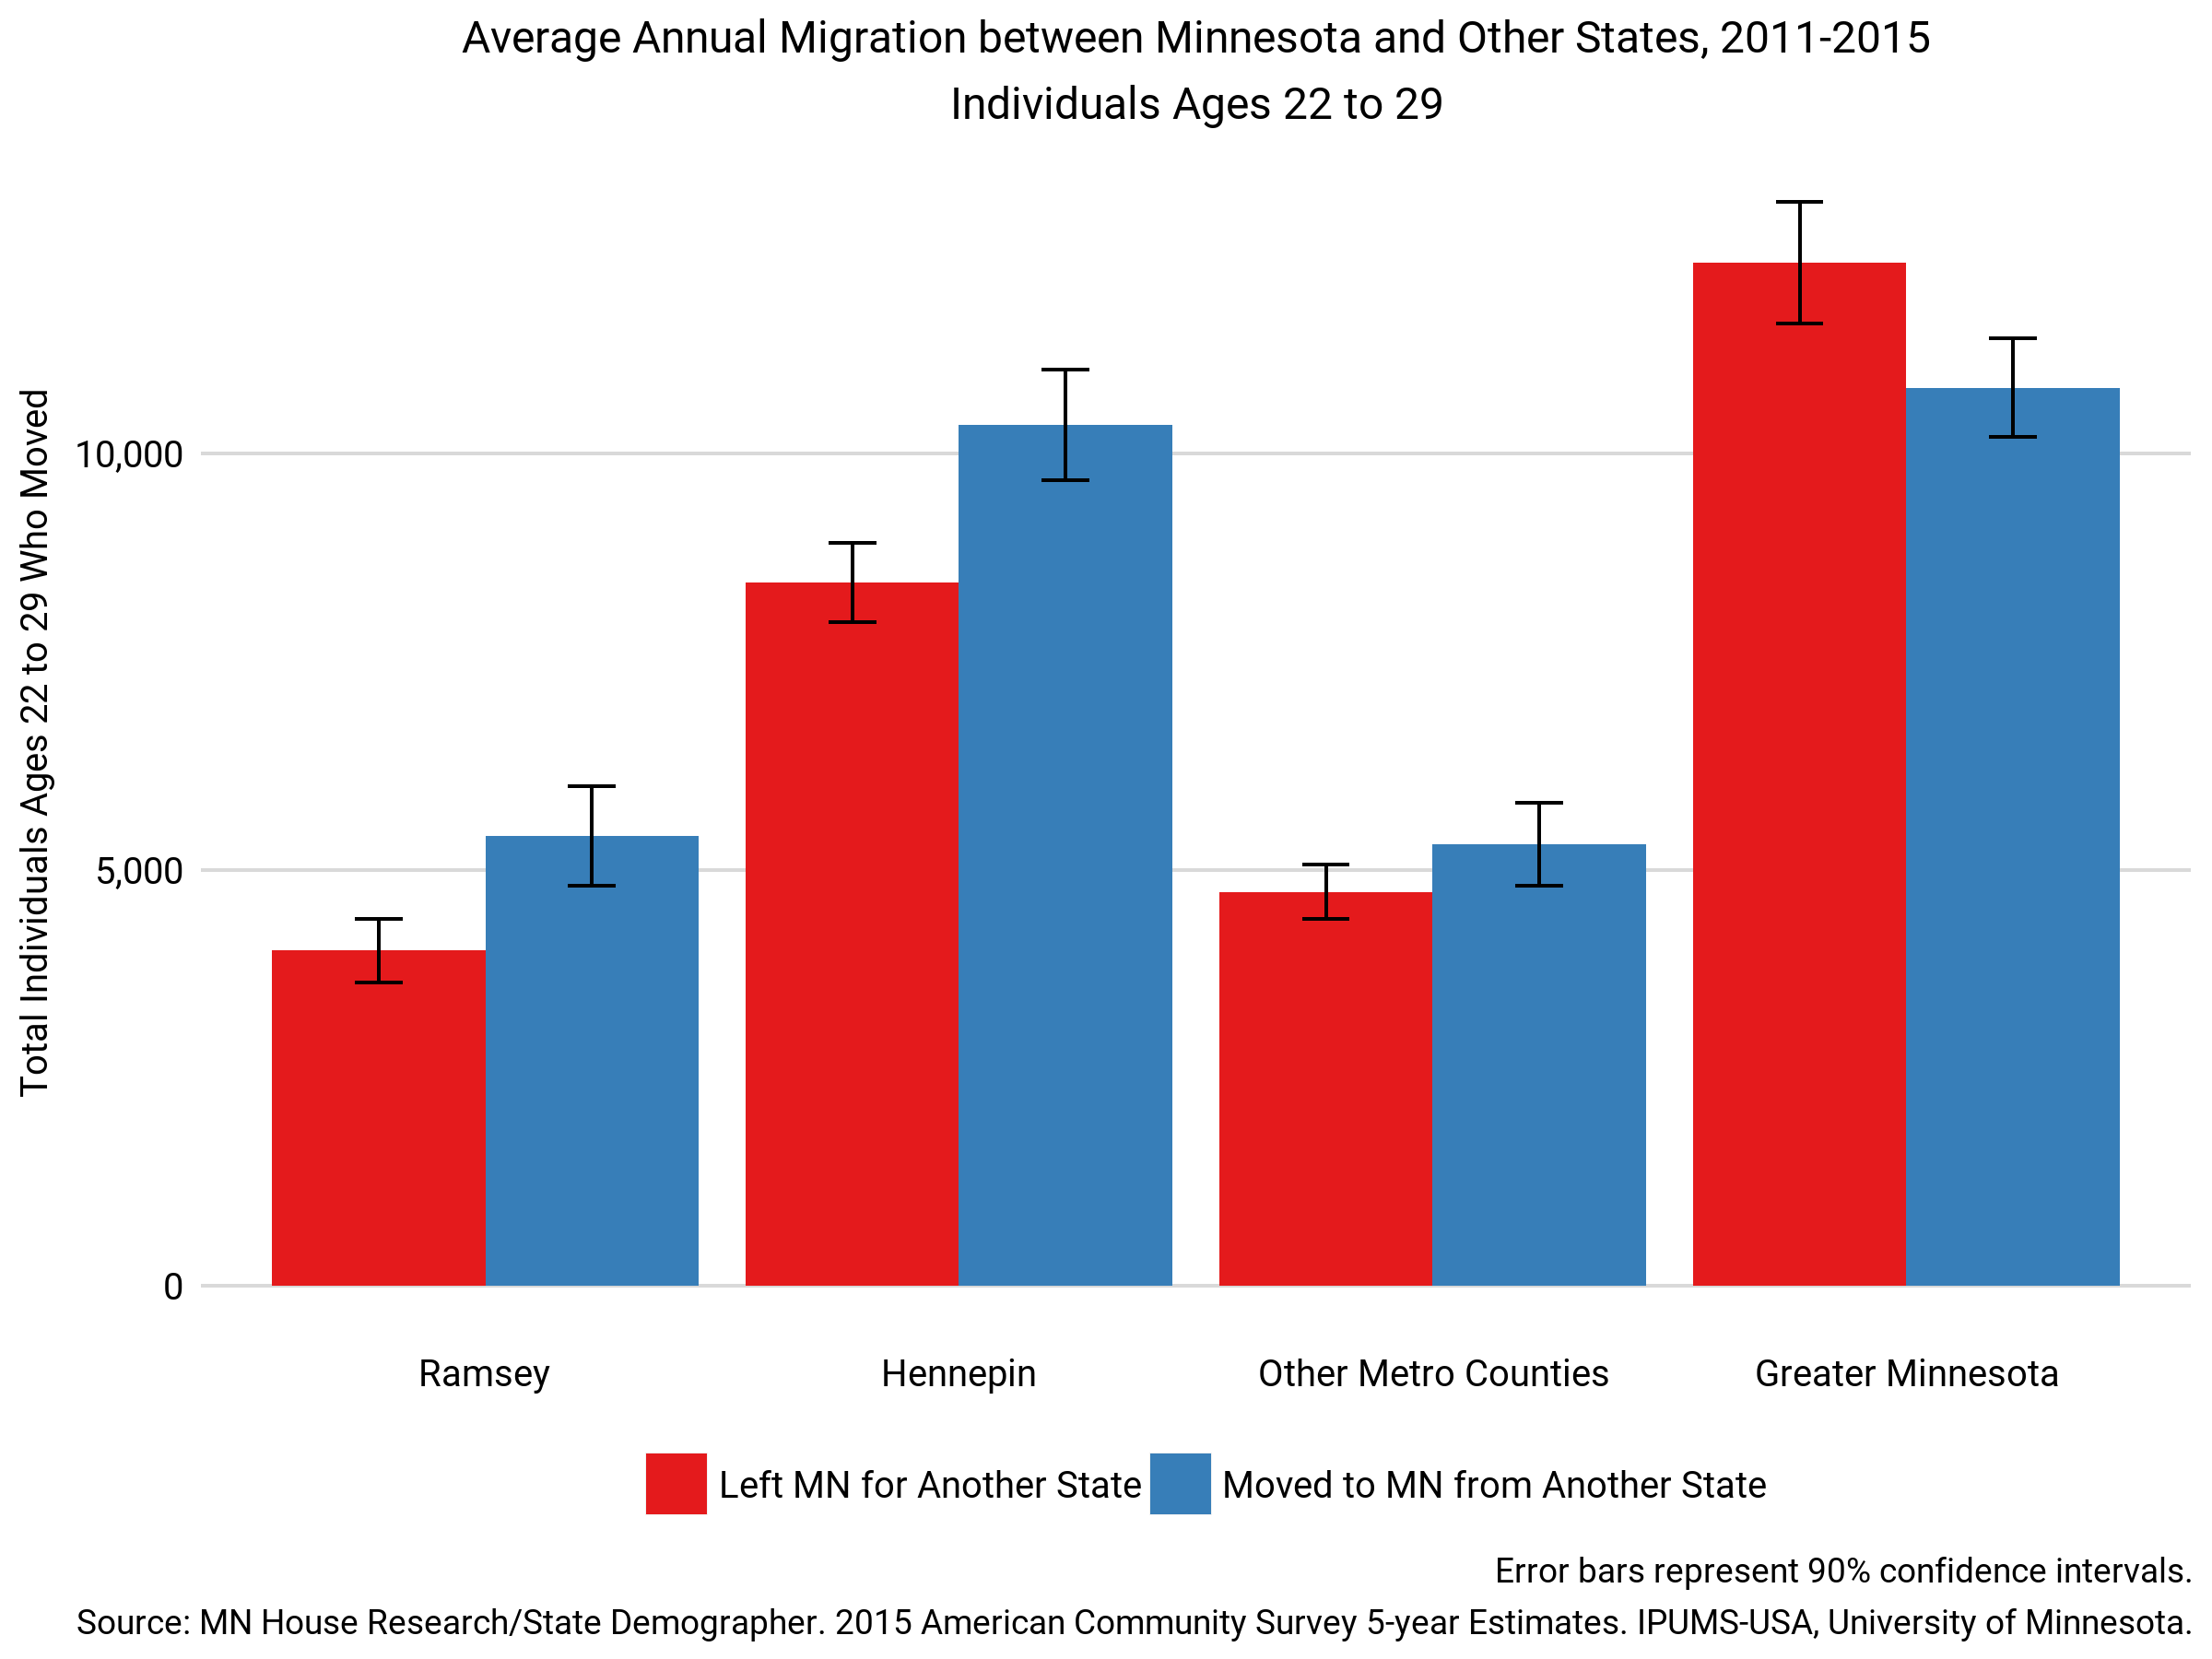 Average Annual Migration between Minnesota and Other States, 2011-2015
Individuals Ages 22 to 29
Total Individuals Ages 22 to 29 Who Moved
10,000
5,000
0
Ramsey
Hennepin
Other Metro Counties
Greater Minnesota
Left MN for Another State
Moved to MN from Another State
Error bars represent 90% confidence intervals.
Source: MN House Research/State Demographer. 2015 American Community Survey 5-year Estimates. IPUMS-USA, University of Minnesota.